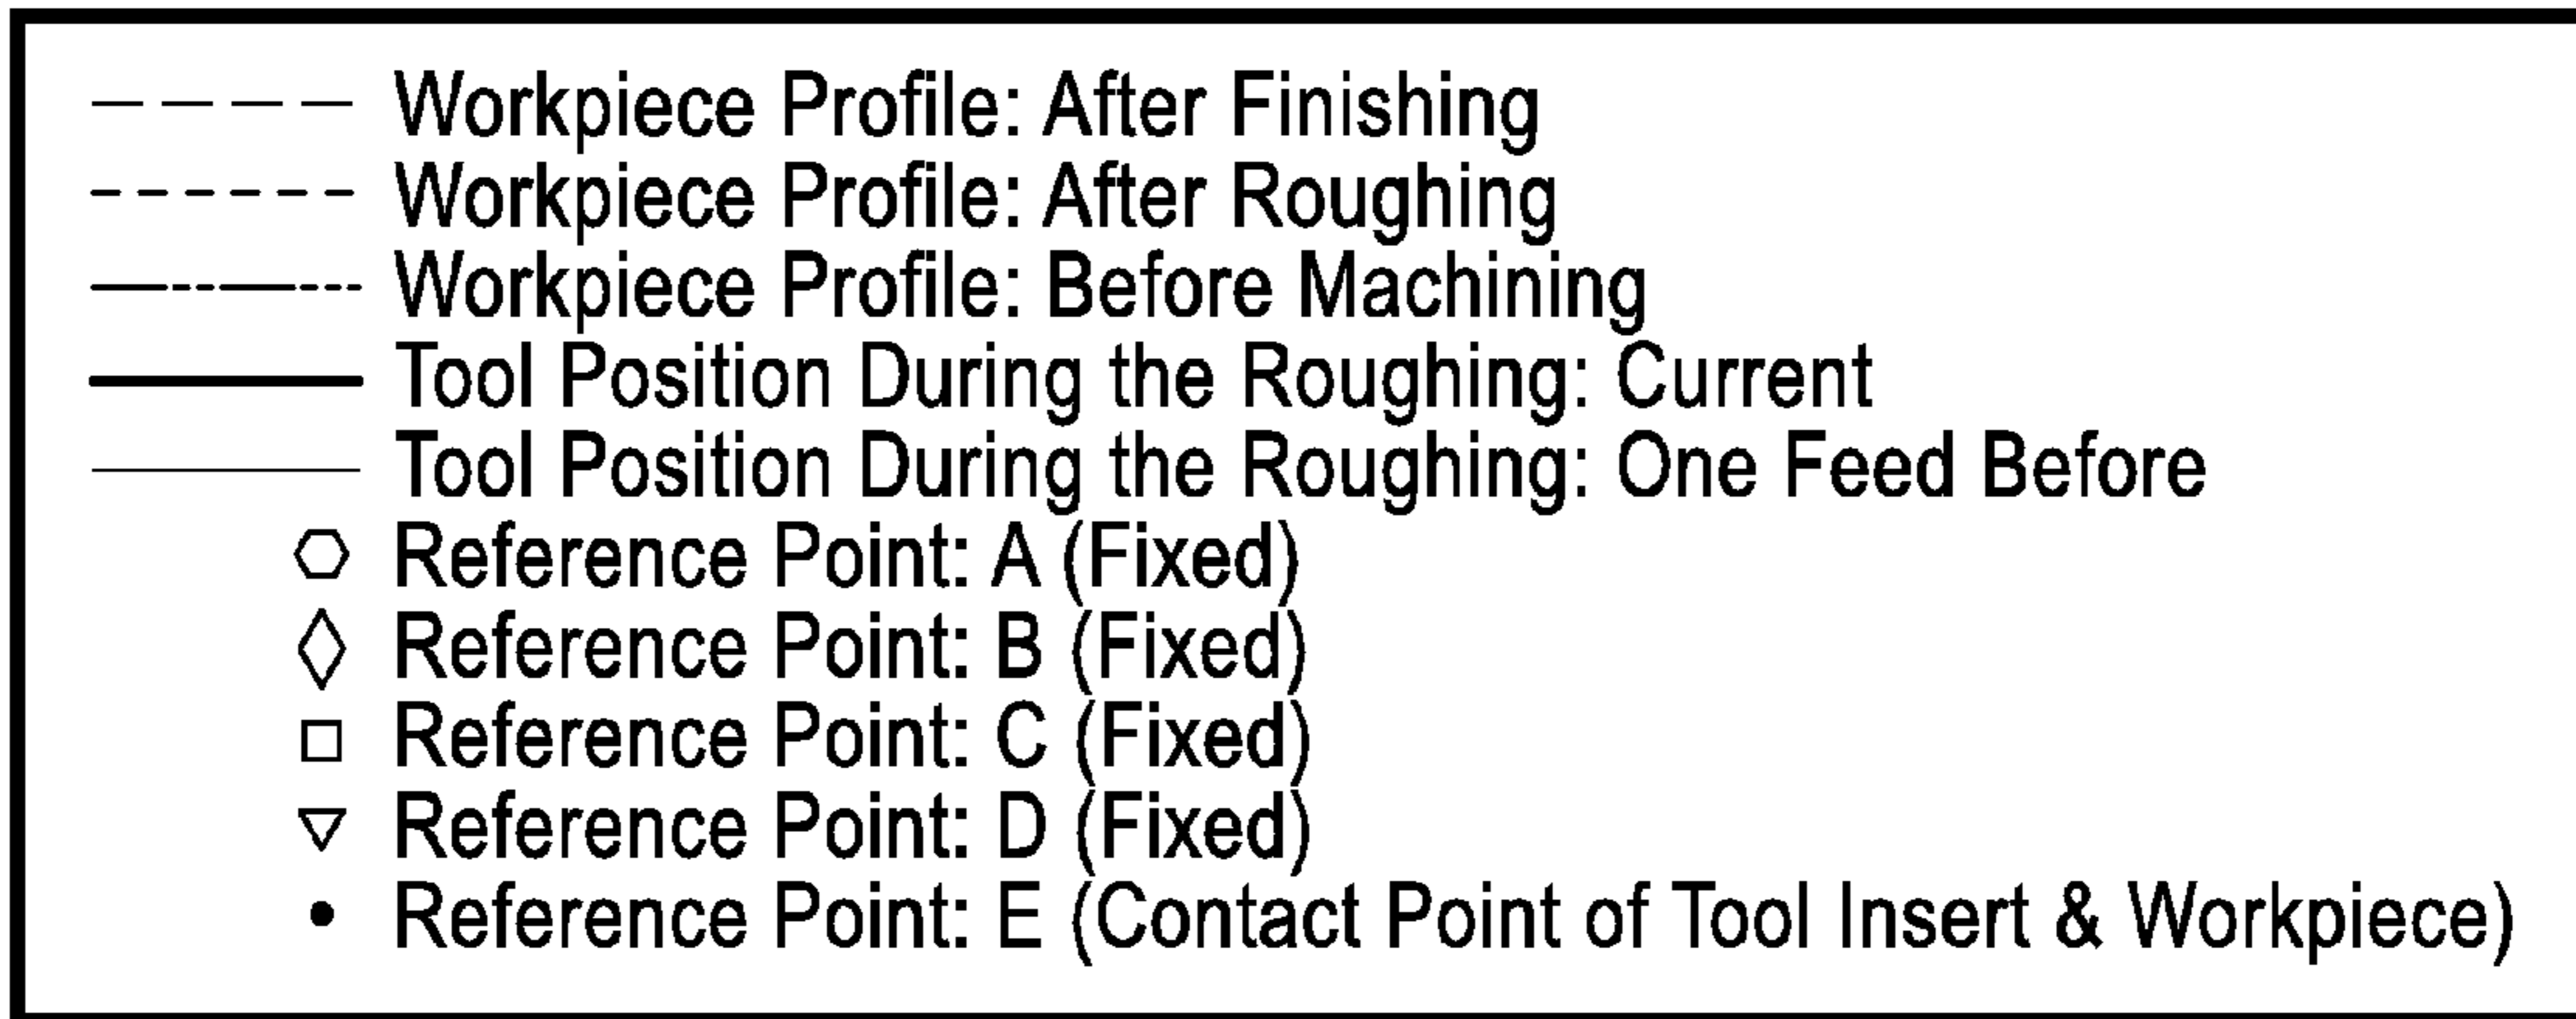 Workpiece Profile: After Finishing
Workpiece Profile: After Roughing
Workpiece Profile: Before Machining
Tool Position During the Roughing: Current
Tool Position During the Roughing: One Feed Before
Reference Point: A (Fixed)
Reference Point: B (Fixed)
Reference Point: C (Fixed)
Reference Point: D (Fixed)
Reference Point: E (Contact Point of Tool Insert & Workpiece)